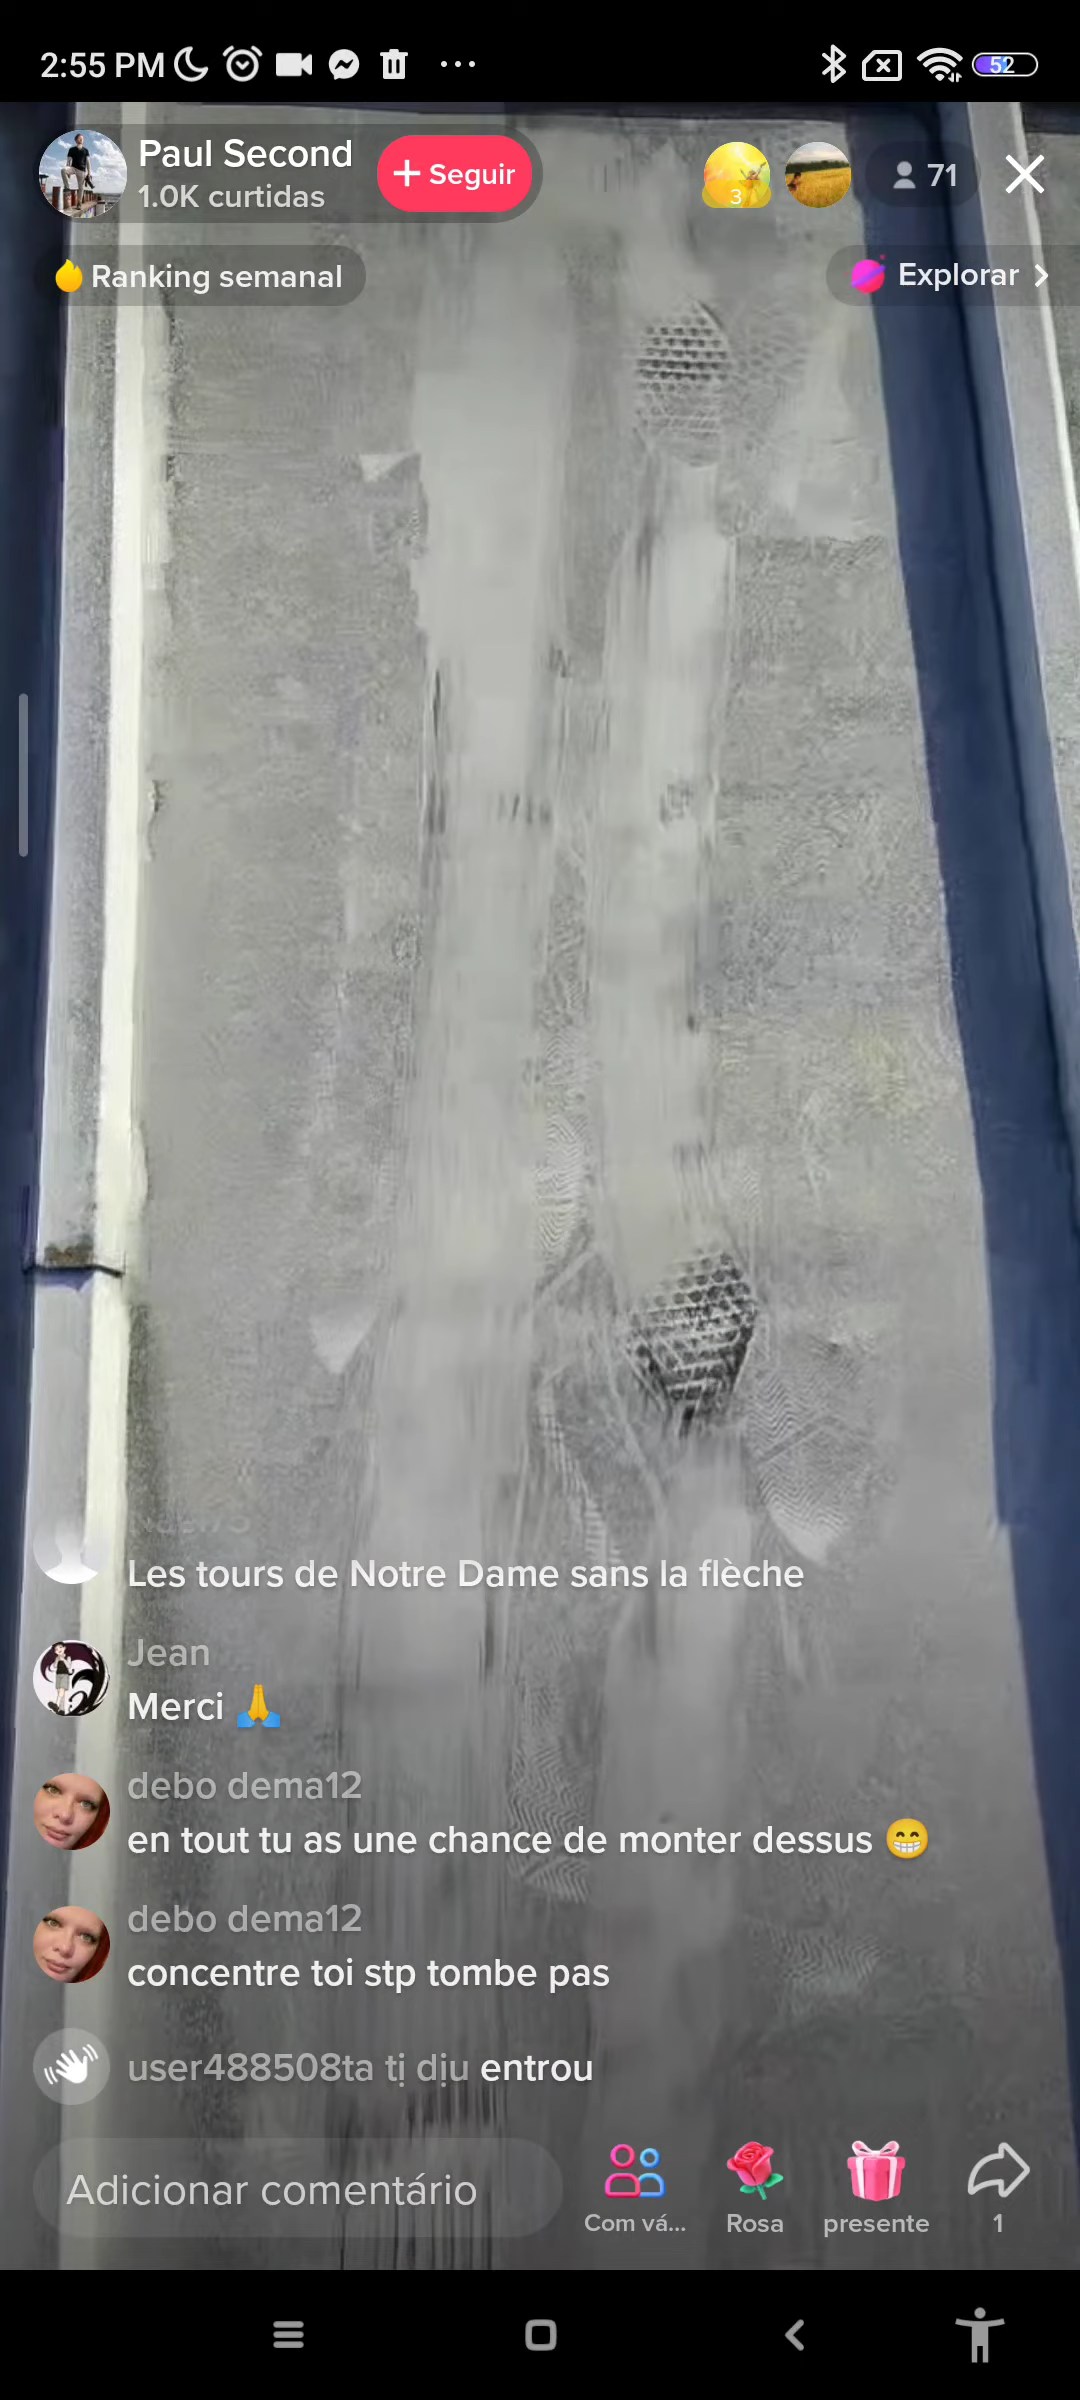 2:55 PM
52
Paul Second
1.0K curtidas
+ Seguir
3
71
Ranking semanal
Explorar
Les tours de Notre Dame sans la flèche
Jean
Merci 🙏
debo dema12
en tout tu as une chance de monter dessus 😁
debo dema12
concentre toi stp tombe pas
user488508ta tị dịu entrou
Adicionar comentário
Com vá...
Rosa
presente
1